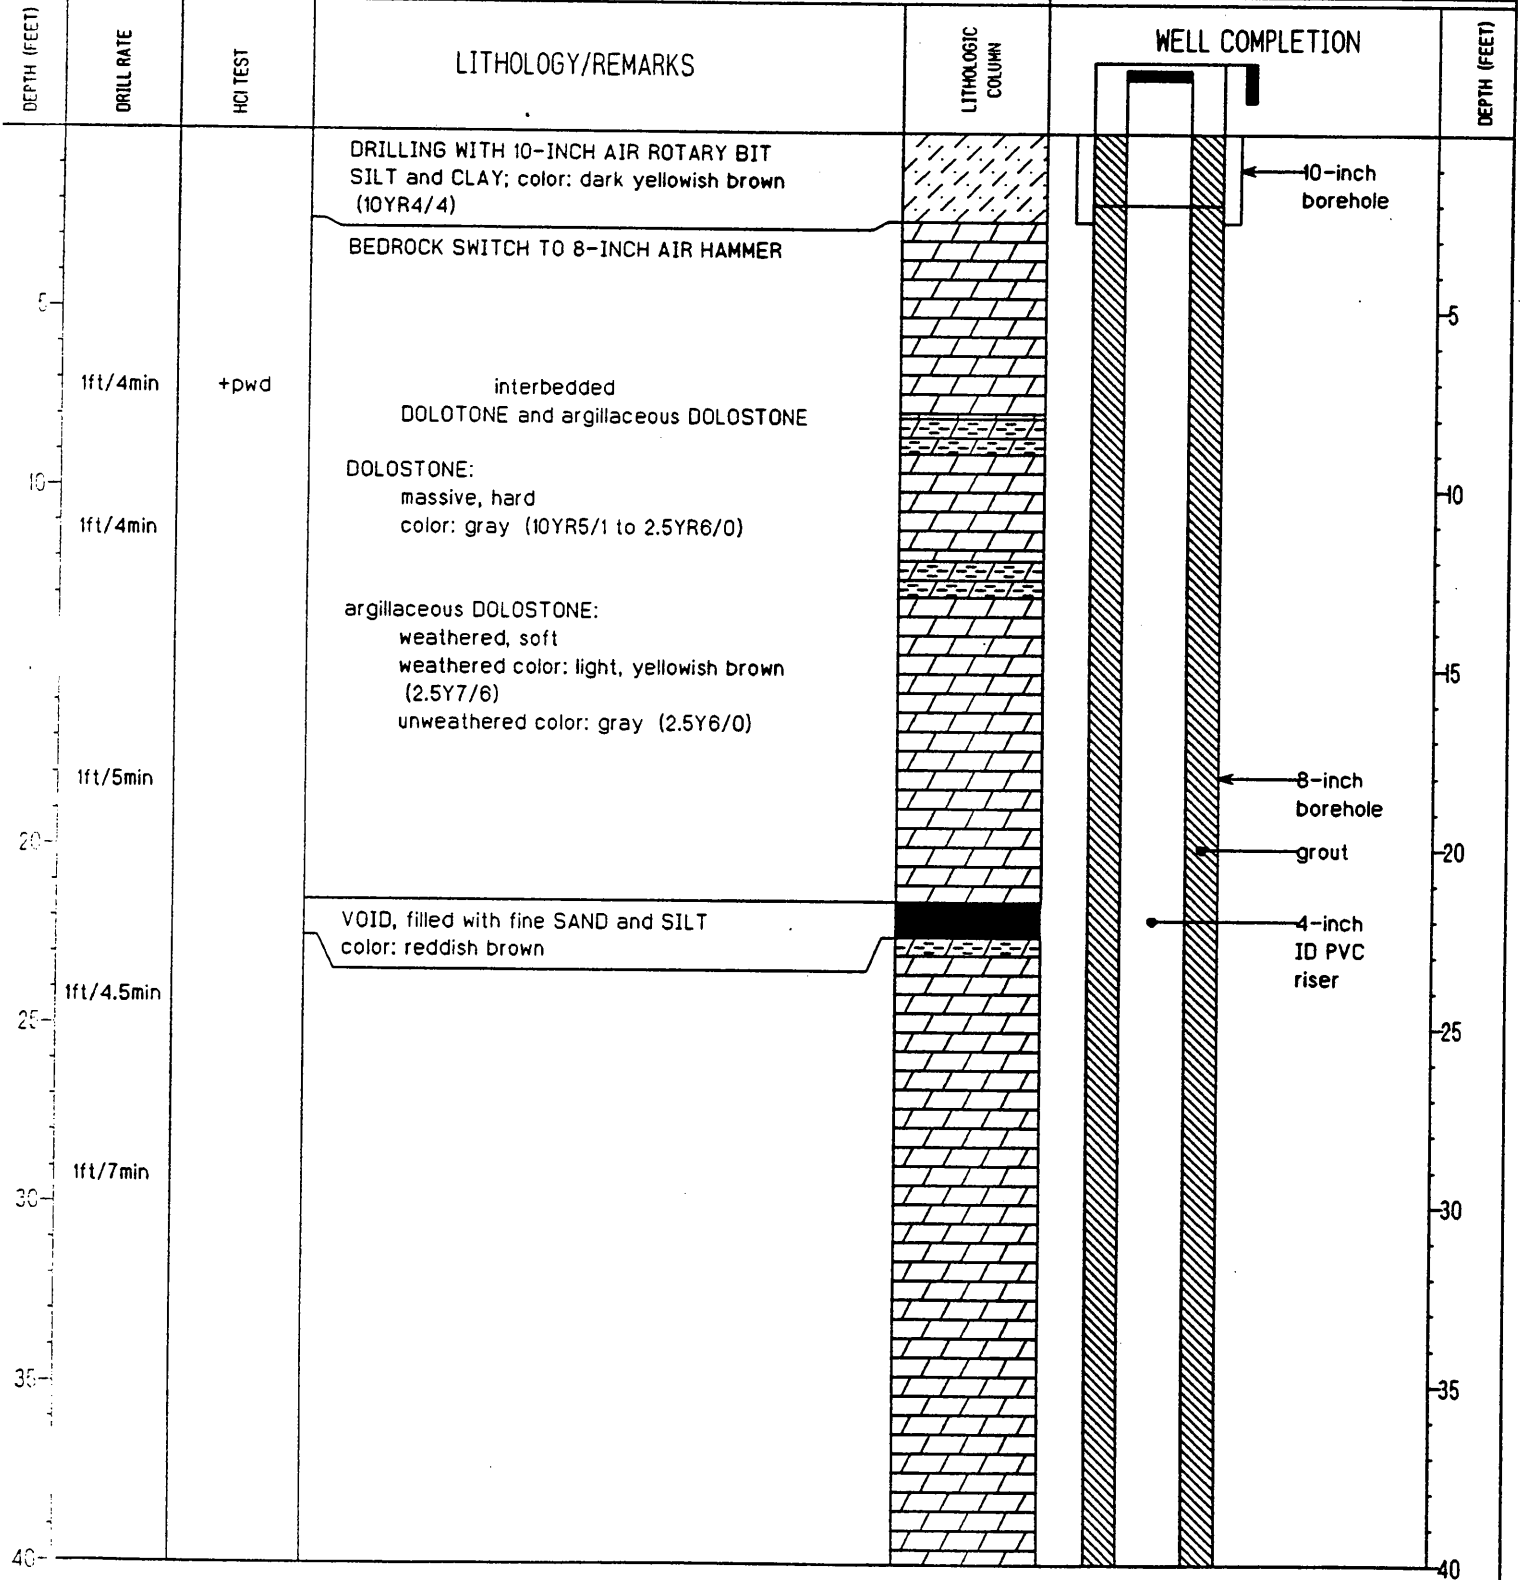 DEPTH (FEET)
DRILL RATE
HCl TEST
LITHOLOGY/REMARKS
LITHOLOGIC
COLUMN
WELL COMPLETION
DEPTH (FEET)
DRILLING WITH 10-INCH AIR ROTARY BIT
SILT and CLAY; color: dark yellowish brown
(10YR4/4)
10-inch
borehole
BEDROCK SWITCH TO 8-INCH AIR HAMMER
5
5
1ft/4min
+pwd
interbedded
DOLOTONE and argillaceous DOLOSTONE
DOLOSTONE:
massive, hard
color: gray (10YR5/1 to 2.5YR6/0)
10
10
1ft/4min
argillaceous DOLOSTONE:
weathered, soft
weathered color: light, yellowish brown
(2.5Y7/6)
unweathered color: gray (2.5Y6/0)
15
1ft/5min
8-inch
borehole
20
20
grout
VOID, filled with fine SAND and SILT
color: reddish brown
4-inch
ID PVC
riser
1ft/4.5min
25
25
1ft/7min
30
30
35
35
40
40